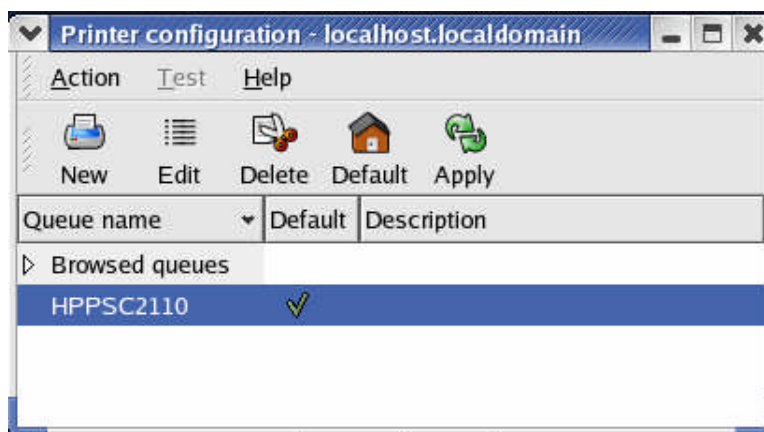 Printer configuration - localhost.localdomain
Action Test Help
New Edit Delete Default Apply
Queue name Default Description
Browsed queues
HPPSC2110